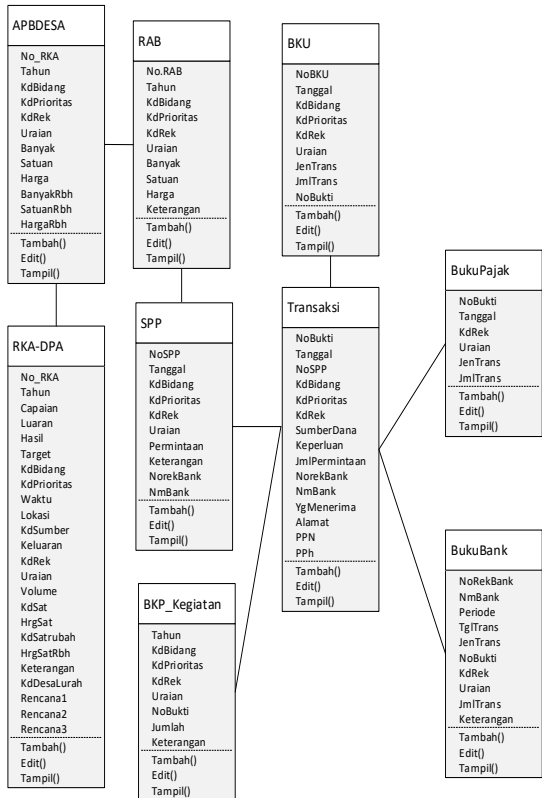 APBDESA
No_RKA
Tahun
KdBidang
KdPrioritas
KdRek
Uraian
Banyak
Satuan
Harga
BanyakRbh
SatuanRbh
HargaRbh
Tambah()
Edit()
Tampil()
RAB
No.RAB
Tahun
KdBidang
KdPrioritas
KdRek
Uraian
Banyak
Satuan
Harga
Keterangan
Tambah()
Edit()
Tampil()
BKU
NoBKU
Tanggal
KdBidang
KdPrioritas
KdRek
Uraian
JenTrans
JmlTrans
NoBukti
Tambah()
Edit()
Tampil()
RKA-DPA
No_RKA
Tahun
Capaian
Luaran
Hasil
Target
KdBidang
KdPrioritas
Waktu
Lokasi
KdSumber
Keluaran
KdRek
Uraian
Volume
KdSat
HrgSat
KdSatrubah
HrgSatRbh
Keterangan
KdDesaLurah
Rencana1
Rencana2
Rencana3
Tambah()
Edit()
Tampil()
SPP
NoSPP
Tanggal
KdBidang
KdPrioritas
KdRek
Uraian
Permintaan
Keterangan
NorekBank
NmBank
Tambah()
Edit()
Tampil()
Transaksi
NoBukti
Tanggal
NoSPP
KdBidang
KdPrioritas
KdRek
SumberDana
Keperluan
JmlPermintaan
NorekBank
NmBank
YgMenerima
Alamat
PPN
PPh
Tambah()
Edit()
Tampil()
BukuPajak
NoBukti
Tanggal
KdRek
Uraian
JenTrans
JmlTrans
Tambah()
Edit()
Tampil()
BKP_Kegiatan
Tahun
KdBidang
KdPrioritas
KdRek
Uraian
NoBukti
Jumlah
Keterangan
Tambah()
Edit()
Tampil()
BukuBank
NoRekBank
NmBank
Periode
TglTrans
JenTrans
NoBukti
KdRek
Uraian
JmlTrans
Keterangan
Tambah()
Edit()
Tampil()